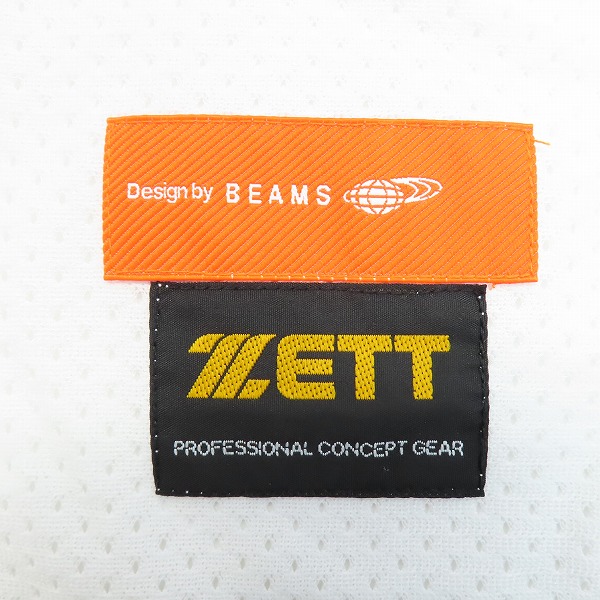 Design by BEAMS
ZETT
PROFESSIONAL CONCEPT GEAR